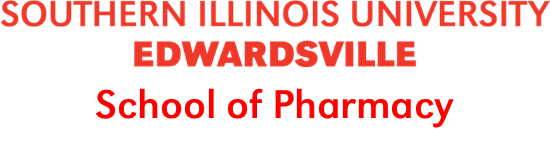 SOUTHERN ILLINOIS UNIVERSITY
EDWARDSVILLE
School of Pharmacy